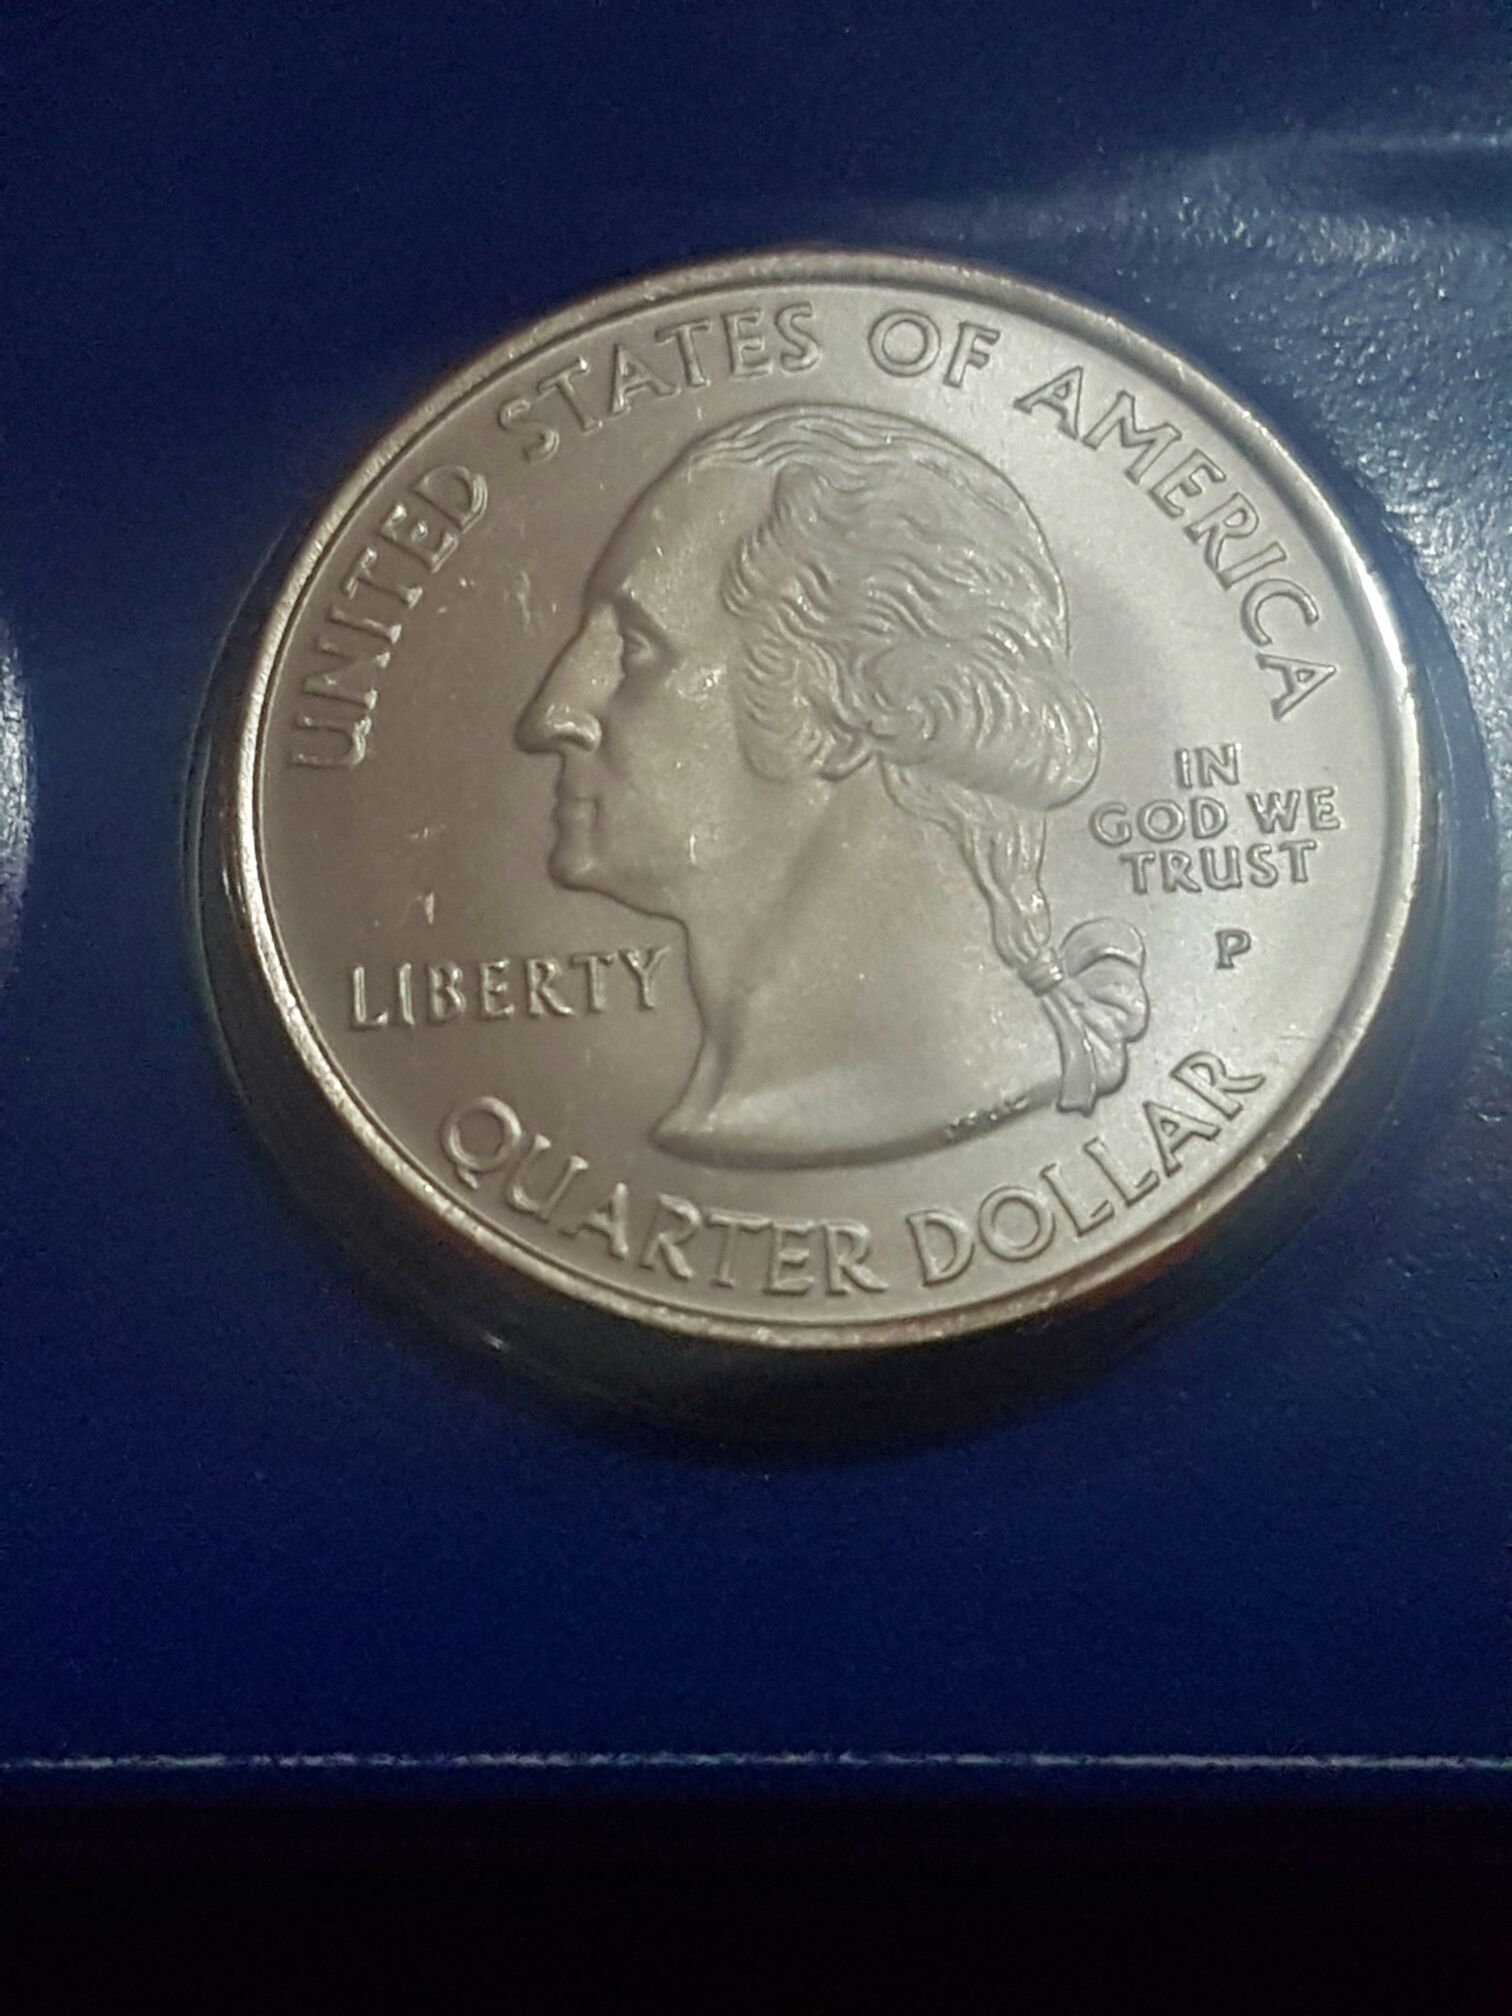 UNITED STATES OF AMERICA
LIBERTY
IN
GOD WE
TRUST
P
QUARTER DOLLAR